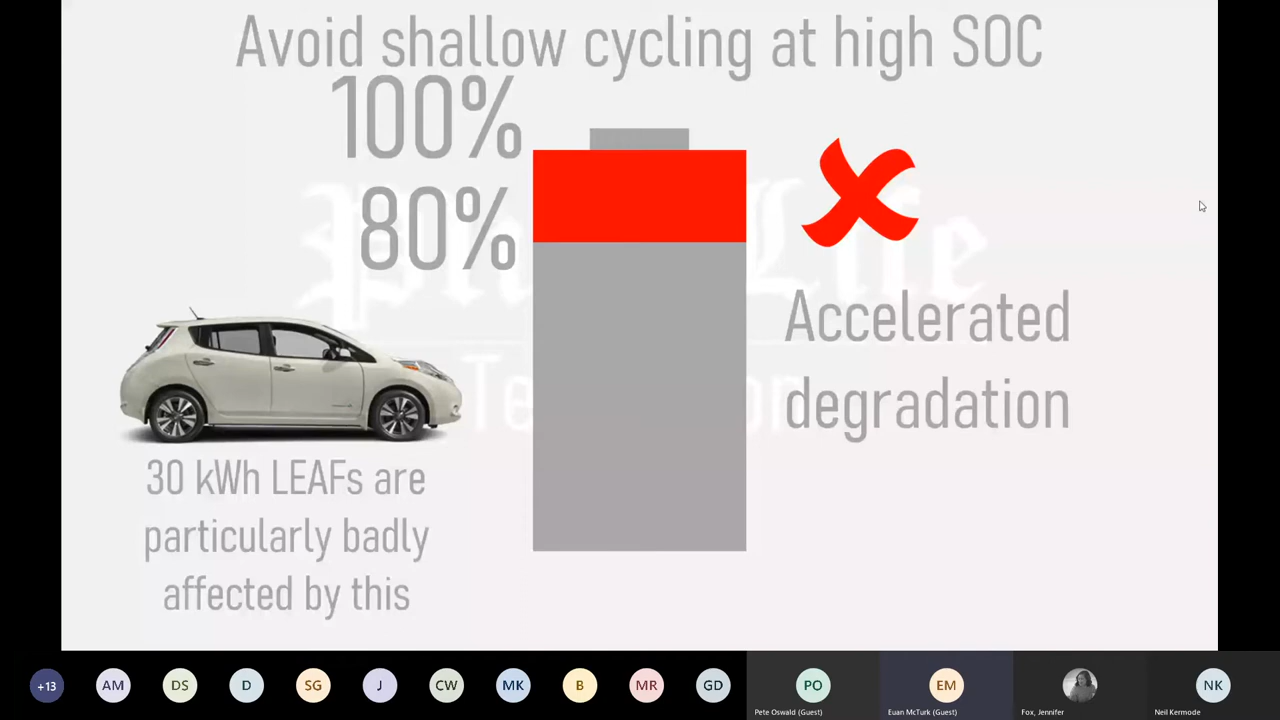 Avoid shallow cycling at high SOC
100%
80%
Accelerated
degradation
30 kWh LEAFs are
particularly badly
affected by this
+13
AM
DS
D
SG
J
CW
MK
B
MR
GD
PO
EM
NK
Pete Oswald (Guest)
Euan McTurk (Guest)
Fox, Jennifer
Neil Kermode